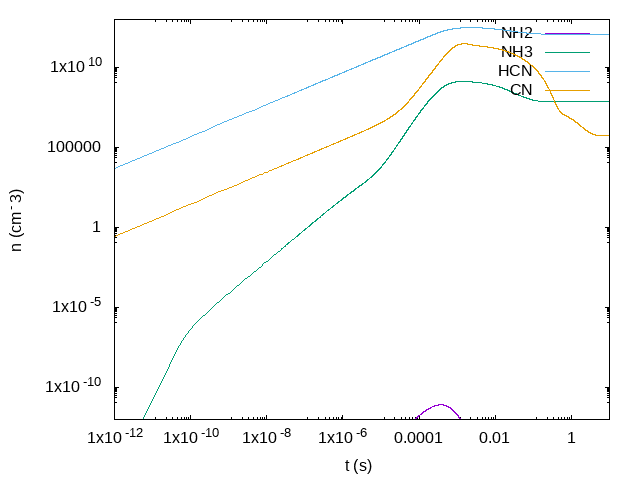 NH2
NH3
HCN
CN
1x10 10
100000
1
1x10 -5
1x10 -10
1x10 -12
1x10 -10
1x10 -8
1x10 -6
0.0001
0.01
1
n (cm- 3)
t (s)